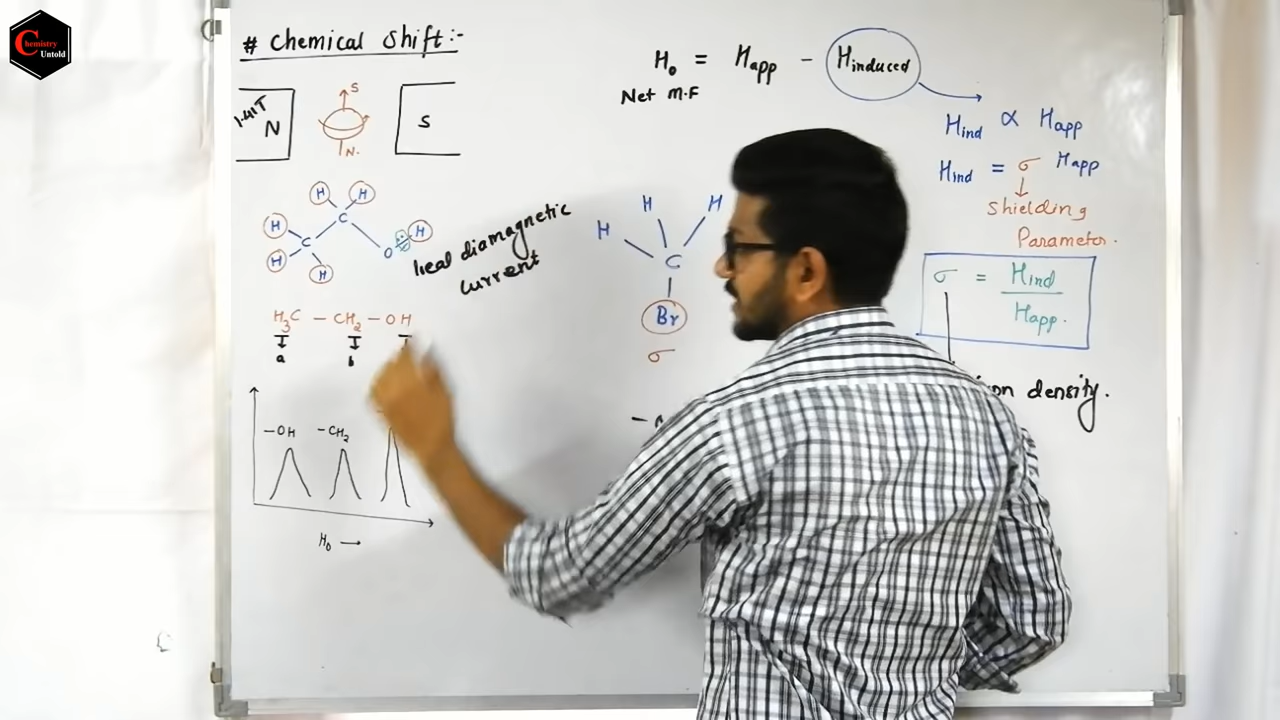 Chemistry
Untold
# Chemical Shift:-
1.41T
N
S
N.
S
H H
H C
C
H O H
H
local diamagnetic
current
H3C - CH2 - OH
a b
-OH -CH2
H0 →
H0 = Happ - Hinduced
Net M.F
Hind ∝ Happ
Hind = σ Happ
Shielding
Parameter.
σ = Hind
Happ.
density.
H H H
C
Br
σ